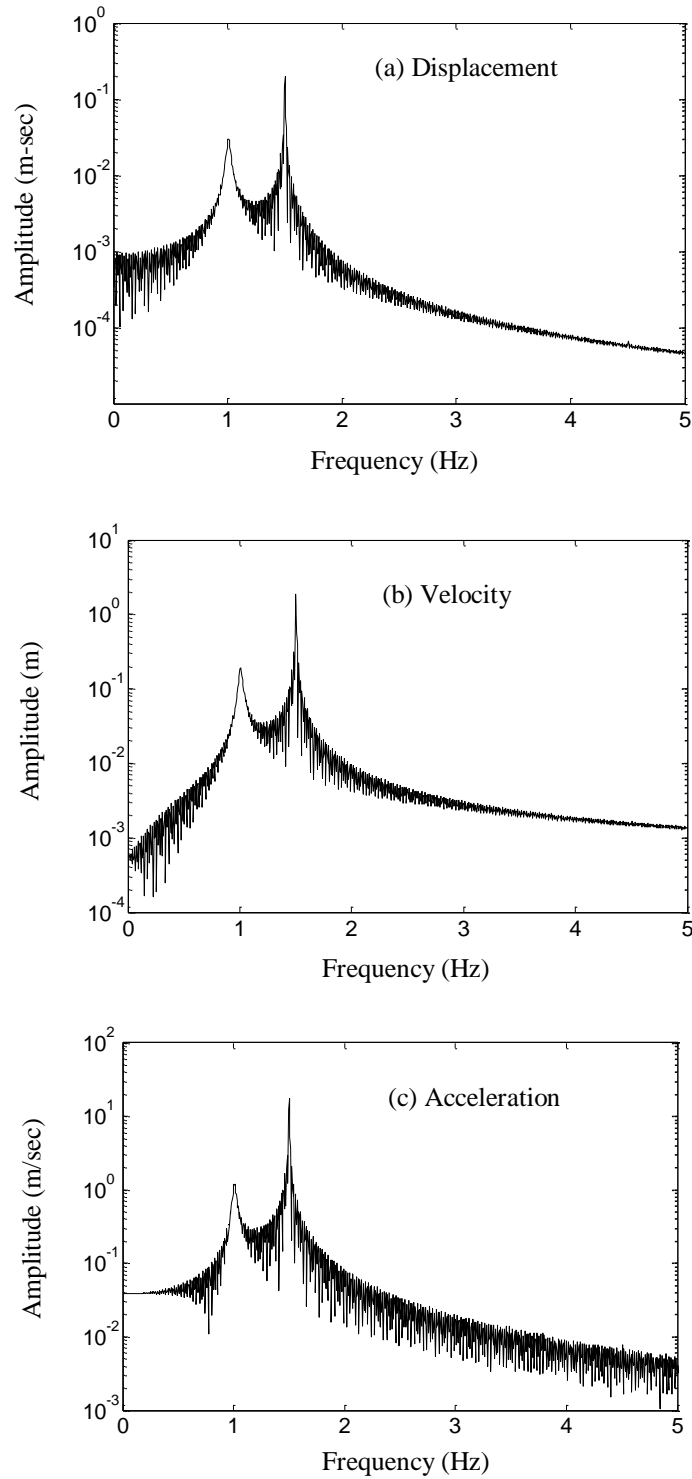 10^0
(a) Displacement
10^-1
10^-2
10^-3
10^-4
Amplitude (m-sec)
0 1 2 3 4 5
Frequency (Hz)
10^1
(b) Velocity
10^0
10^-1
10^-2
10^-3
10^-4
Amplitude (m)
0 1 2 3 4 5
Frequency (Hz)
10^2
(c) Acceleration
10^1
10^0
10^-1
10^-2
10^-3
Amplitude (m/sec)
0 1 2 3 4 5
Frequency (Hz)